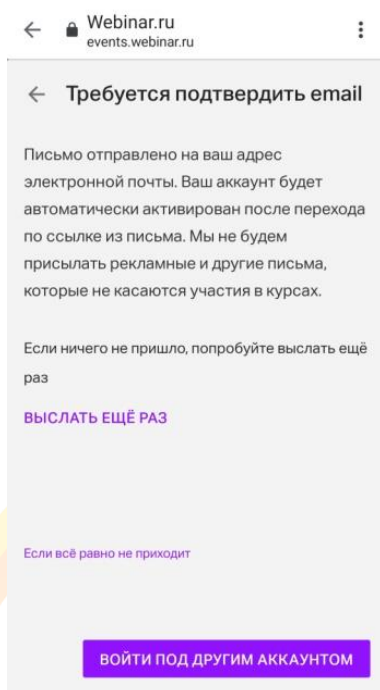 Webinar.ru
events.webinar.ru
Требуется подтвердить email
Письмо отправлено на ваш адрес
электронной почты. Ваш аккаунт будет
автоматически активирован после перехода
по ссылке из письма. Мы не будем
присылать рекламные и другие письма,
которые не касаются участия в курсах.
Если ничего не пришло, попробуйте выслать ещё
раз
ВЫСЛАТЬ ЕЩЁ РАЗ
Если всё равно не приходит
ВОЙТИ ПОД ДРУГИМ АККАУНТОМ